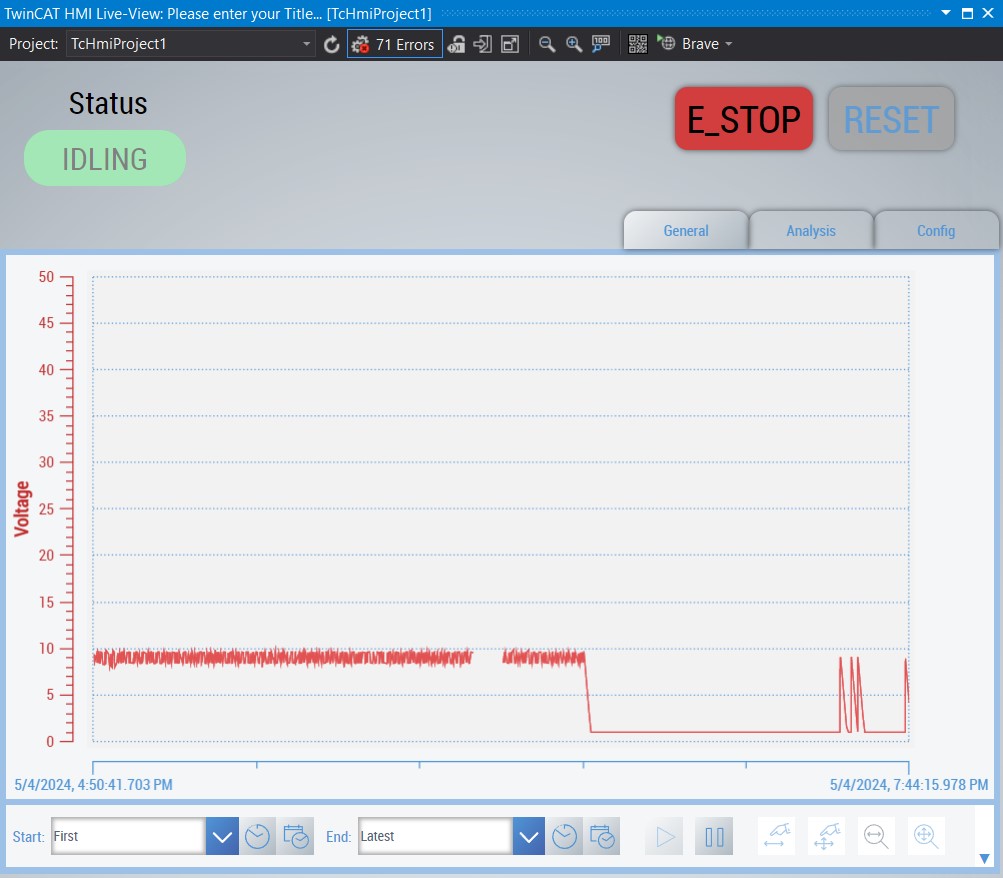 TwinCAT HMI Live-View: Please enter your Title... [TcHmiProject1]
Project: TcHmiProject1 71 Errors 100 Brave
Status
IDLING
E_STOP RESET
General Analysis Config
50
45
40
35
30
25
20
15
10
5
0
Voltage
5/4/2024, 4:50:41.703 PM 5/4/2024, 7:44:15.978 PM
Start: First End: Latest